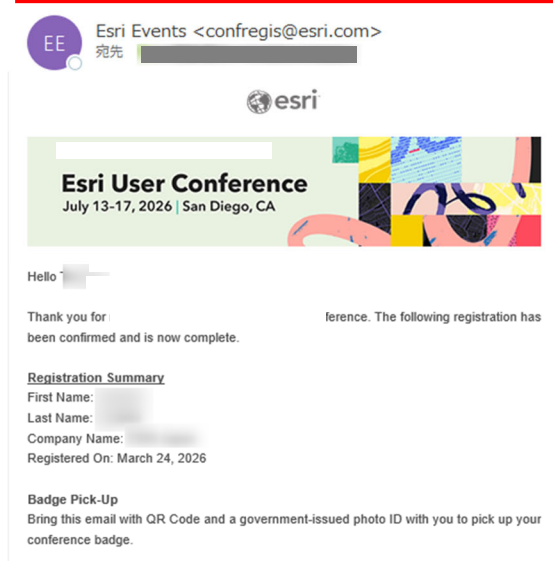 EE
Esri Events <confregis@esri.com>
宛先
esri
Esri User Conference
July 13-17, 2026 | San Diego, CA
Hello
Thank you for ference. The following registration has
been confirmed and is now complete.
Registration Summary
First Name:
Last Name:
Company Name:
Registered On: March 24, 2026
Badge Pick-Up
Bring this email with QR Code and a government-issued photo ID with you to pick up your
conference badge.